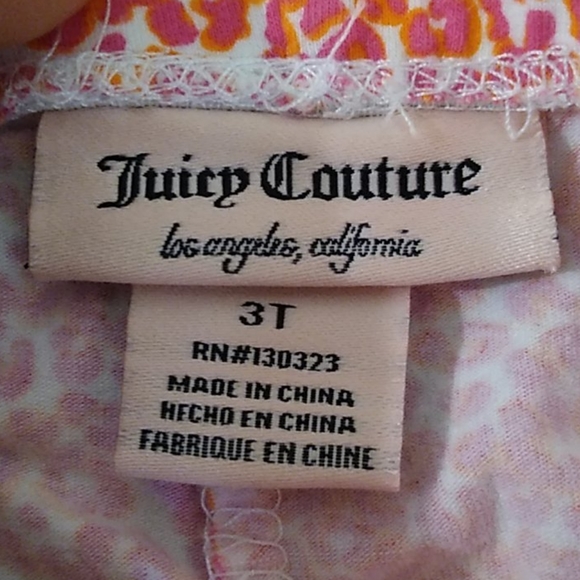 Juicy Couture
los angeles, california
3T
RN#130323
MADE IN CHINA
HECHO EN CHINA
FABRIQUE EN CHINE